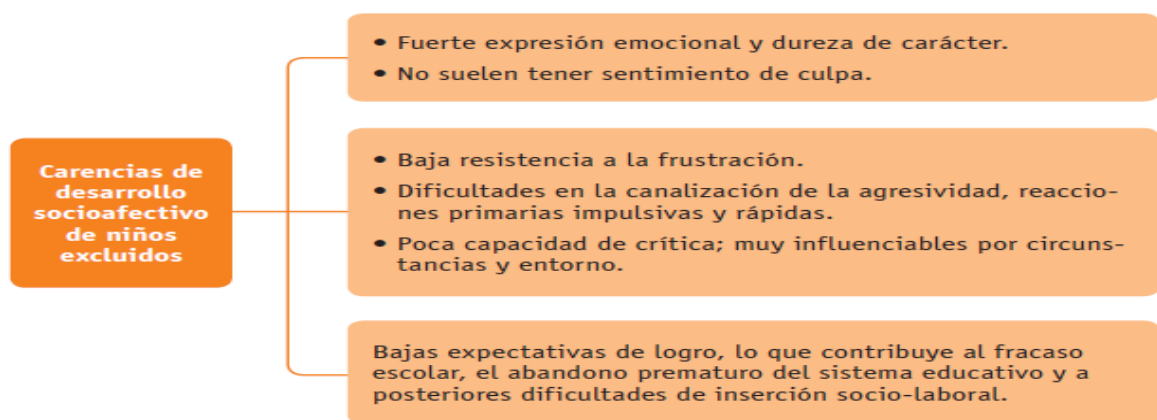 • Fuerte expresión emocional y dureza de carácter.
• No suelen tener sentimiento de culpa.
Carencias de
desarrollo
socioafectivo
de niños
excluidos
• Baja resistencia a la frustración.
• Dificultades en la canalización de la agresividad, reaccio-
nes primarias impulsivas y rápidas.
• Poca capacidad de crítica; muy influenciables por circuns-
tancias y entorno.
Bajas expectativas de logro, lo que contribuye al fracaso
escolar, el abandono prematuro del sistema educativo y a
posteriores dificultades de inserción socio-laboral.